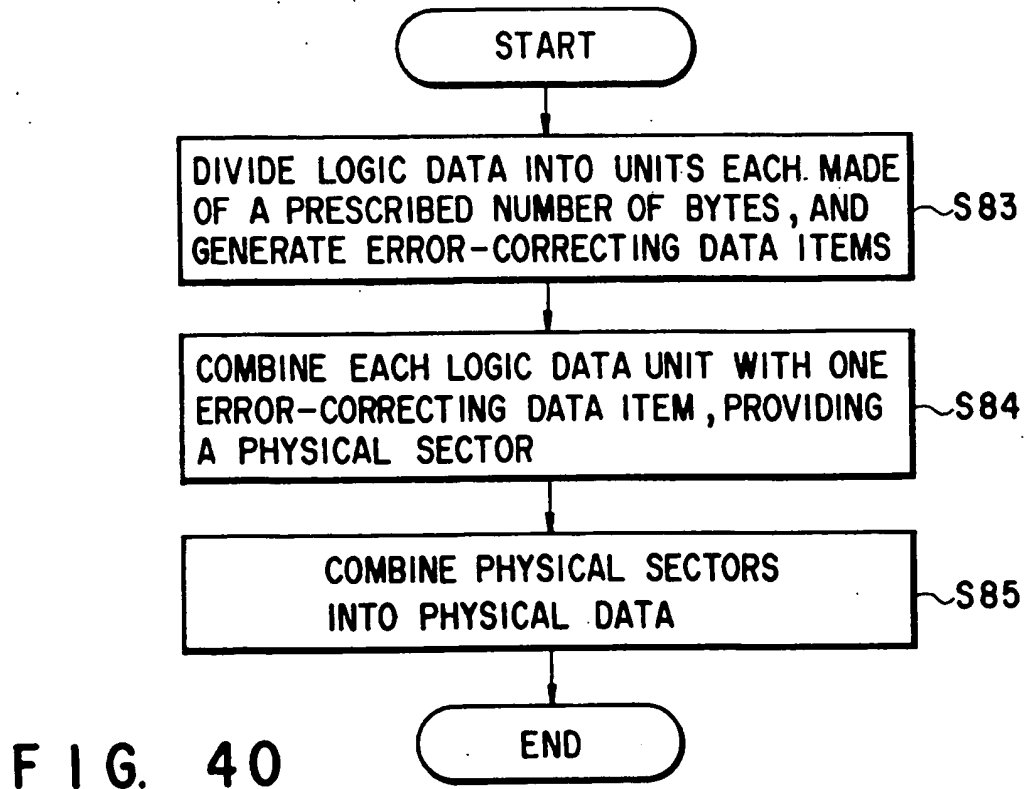 START
DIVIDE LOGIC DATA INTO UNITS EACH MADE
OF A PRESCRIBED NUMBER OF BYTES, AND
GENERATE ERROR-CORRECTING DATA ITEMS
S83
COMBINE EACH LOGIC DATA UNIT WITH ONE
ERROR-CORRECTING DATA ITEM, PROVIDING
A PHYSICAL SECTOR
S84
COMBINE PHYSICAL SECTORS
INTO PHYSICAL DATA
S85
END
FIG. 40